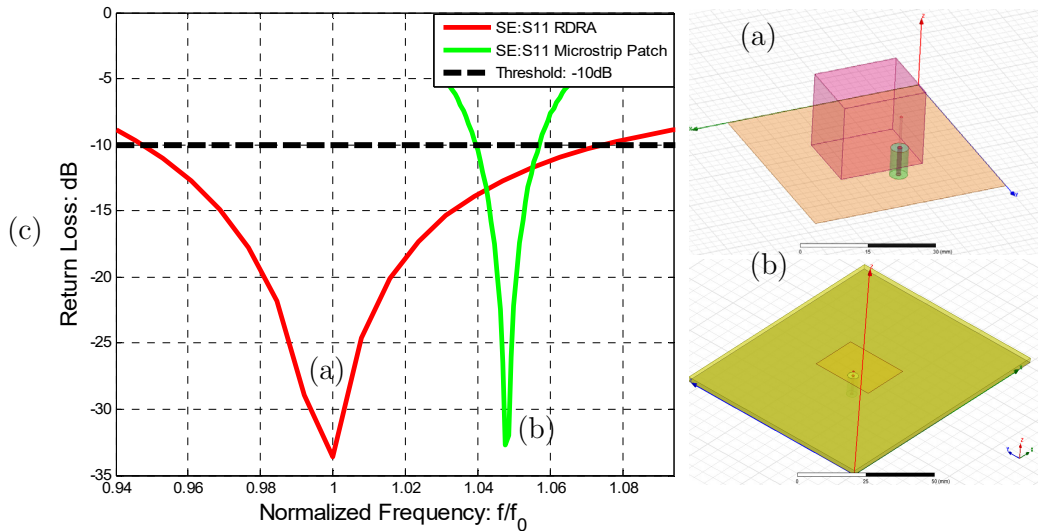 (c)
Return Loss: dB
0
-5
-10
-15
-20
-25
-30
-35
0.94
0.96
0.98
1
1.02
1.04
1.06
1.08
Normalized Frequency: f/f0
SE:S11 RDRA
SE:S11 Microstrip Patch
Threshold: -10dB
(a)
(b)
(a)
Z
0
15
30 (mm)
(b)
0
25
50 (mm)
Z